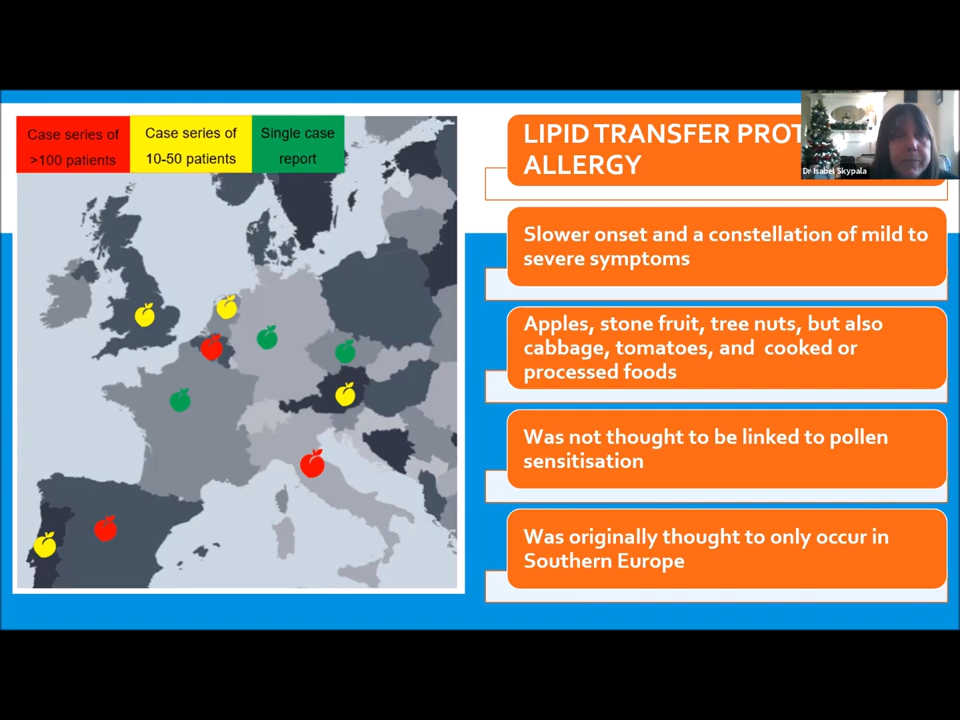 Case series of
>100 patients
Case series of
10-50 patients
Single case
report
LIPID TRANSFER
ALLERGY
Dr Isabel Skypala
Slower onset and a constellation of mild to
severe symptoms
Apples, stone fruit, tree nuts, but also
cabbage, tomatoes, and cooked or
processed foods
Was not thought to be linked to pollen
sensitisation
Was originally thought to only occur in
Southern Europe